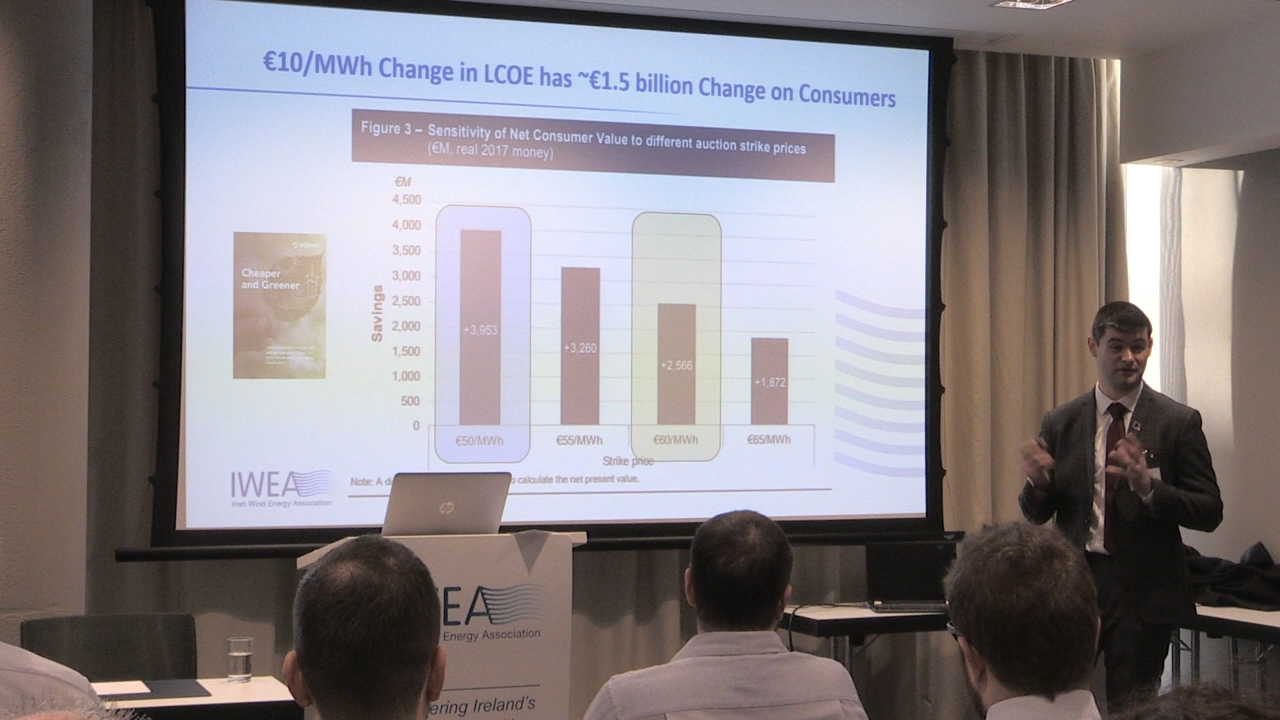 €10/MWh Change in LCOE has ~€1.5 billion Change on Consumers
Figure 3 – Sensitivity of Net Consumer Value to different auction strike prices
(€M, real 2017 money)
€M
4,500
4,000
3,500
3,000
2,500
2,000
1,500
1,000
500
0
Savings
+3,953
+3,260
+2,566
+1,872
€50/MWh
€55/MWh
€60/MWh
€65/MWh
Strike price
Note: A di
o calculate the net present value.
Cheaper
and Greener
IWEA
Irish Wind Energy Association
hp
EA
Energy Association
ering Ireland's